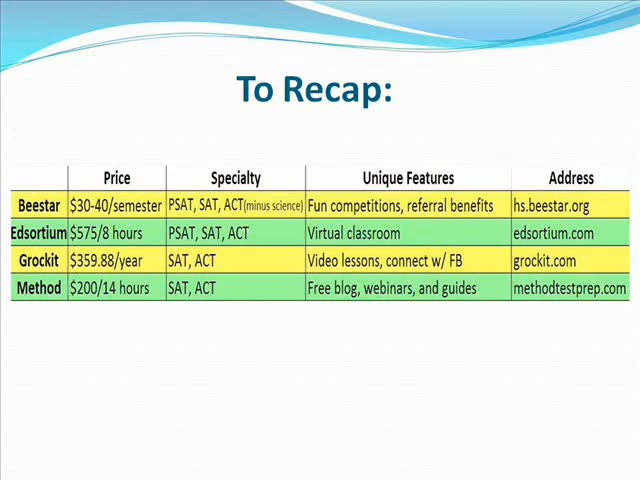 To Recap:
Price Specialty Unique Features Address
Beestar $30-40/semester PSAT, SAT, ACT(minus science) Fun competitions, referral benefits hs.beestar.org
Edsortium $575/8 hours PSAT, SAT, ACT Virtual classroom edsortium.com
Grockit $359.88/year SAT, ACT Video lessons, connect w/ FB grockit.com
Method $200/14 hours SAT, ACT Free blog, webinars, and guides methodtestprep.com